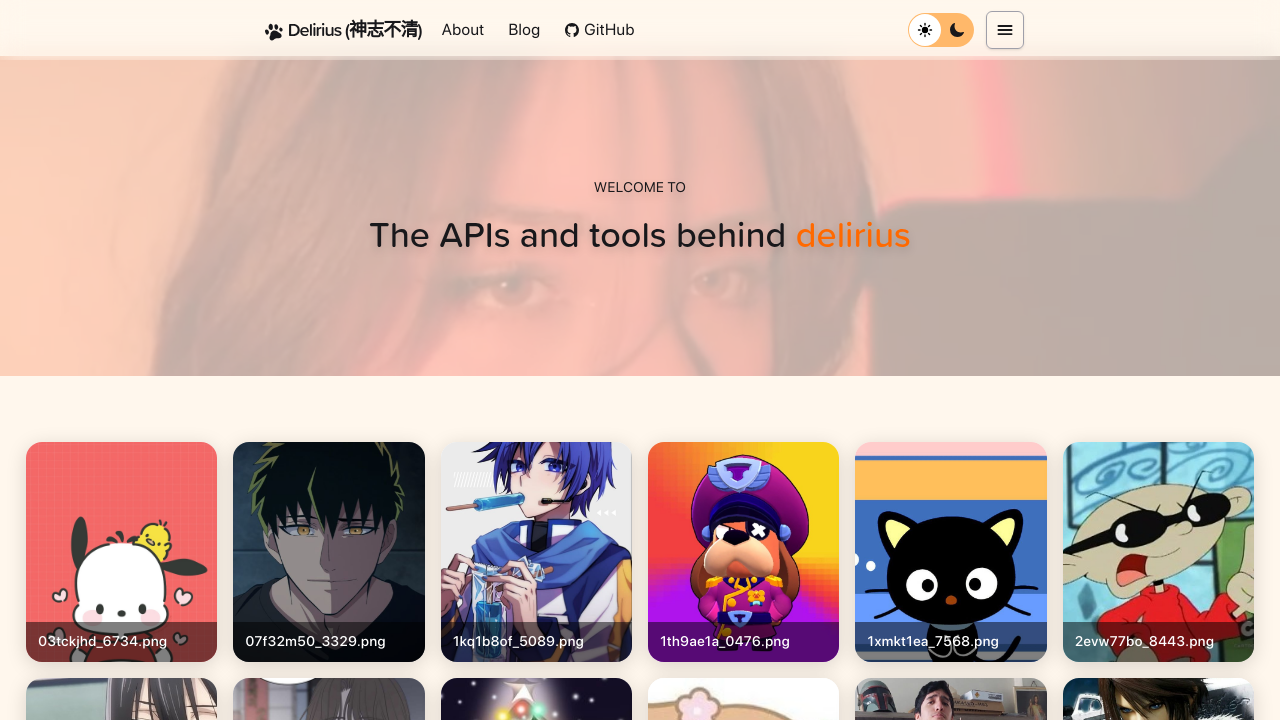 Delirius (神志不清)
About
Blog
GitHub
WELCOME TO
The APIs and tools behind delirius
03tckjhd_6734.png
07f32m50_3329.png
1kq1b8of_5089.png
1th9ae1a_0476.png
1xmkt1ea_7568.png
2evw77bo_8443.png